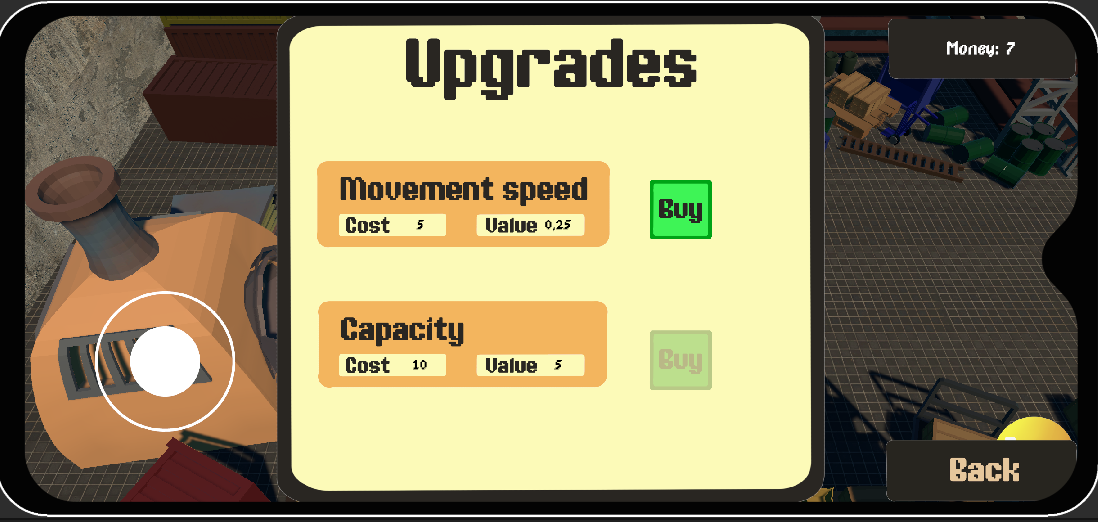 Upgrades
Money: 7
Movement speed
Cost 5 Value 0,25
Buy
Capacity
Cost 10 Value 5
Buy
Back